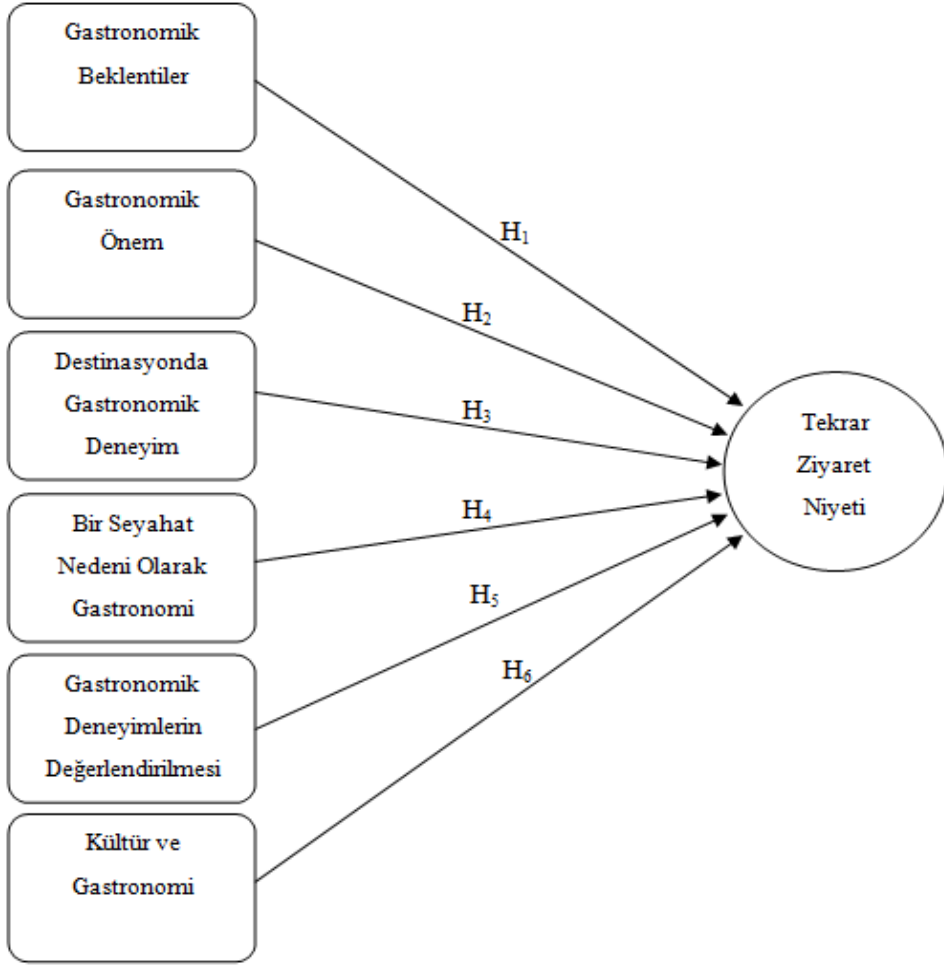 Gastronomik
Beklentiler
Gastronomik
Önem
Destinasyonda
Gastronomik
Deneyim
Bir Seyahat
Nedeni Olarak
Gastronomi
Gastronomik
Deneyimlerin
Değerlendirilmesi
Kültür ve
Gastronomi
H₁
H₂
H₃
H₄
H₅
H₆
Tekrar
Ziyaret
Niyeti